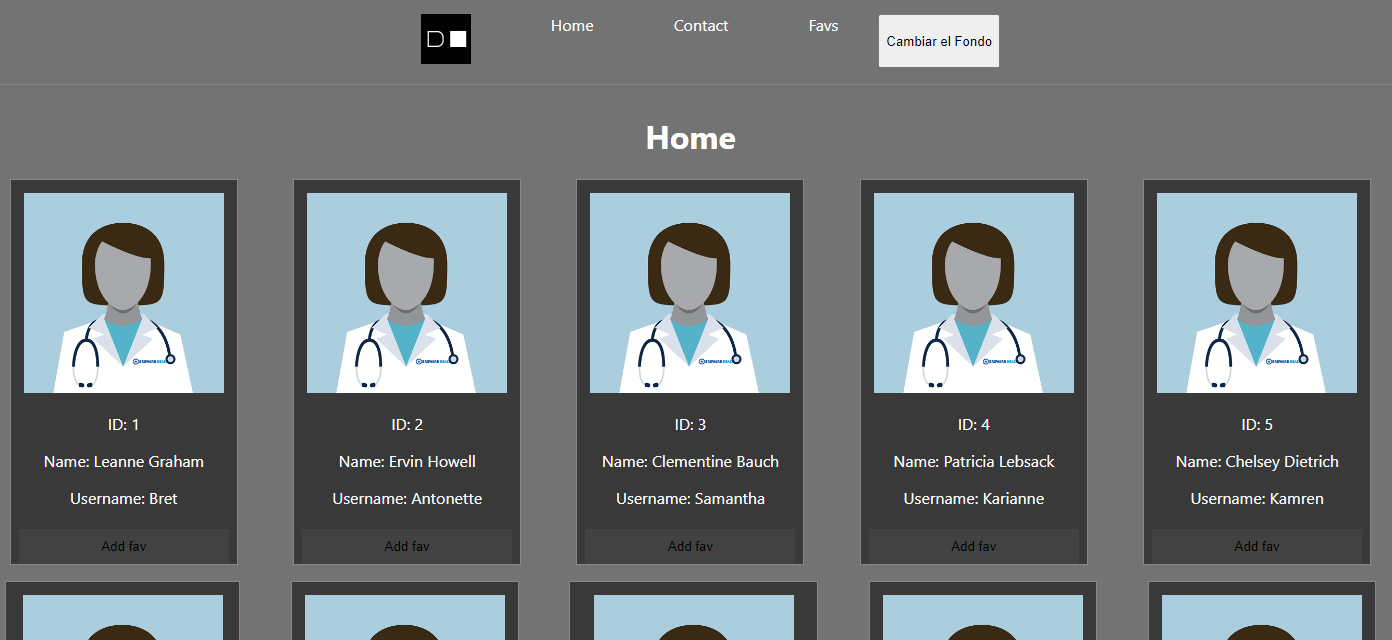 D
Home
Contact
Favs
Cambiar el Fondo
Home
ID: 1
Name: Leanne Graham
Username: Bret
Add fav
ID: 2
Name: Ervin Howell
Username: Antonette
Add fav
ID: 3
Name: Clementine Bauch
Username: Samantha
Add fav
ID: 4
Name: Patricia Lebsack
Username: Karianne
Add fav
ID: 5
Name: Chelsey Dietrich
Username: Kamren
Add fav